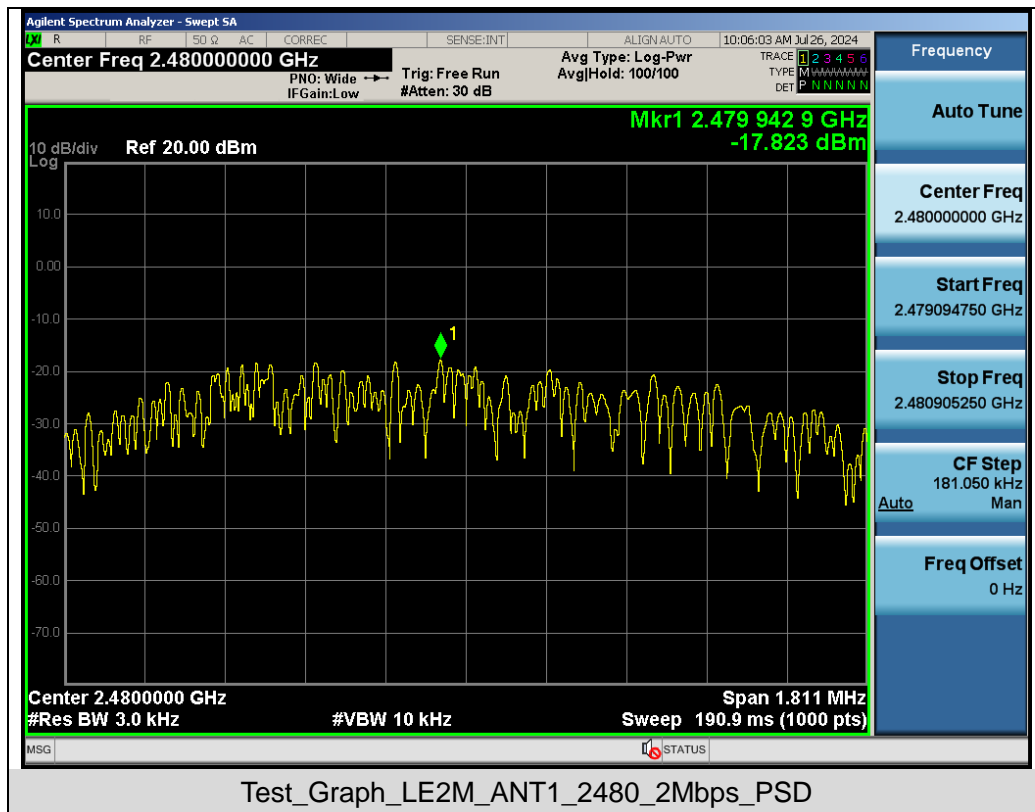 Agilent Spectrum Analyzer - Swept SA
LXI R RF 50 Ω AC CORREC SENSE:INT ALIGN AUTO 10:06:03 AM Jul 26, 2024
Center Freq 2.480000000 GHz
PNO: Wide
IFGain:Low
Trig: Free Run
#Atten: 30 dB
Avg Type: Log-Pwr
Avg|Hold: 100/100
TRACE 1 2 3 4 5 6
TYPE M
DET P N N N N N
Mkr1 2.479 942 9 GHz
-17.823 dBm
10 dB/div Ref 20.00 dBm
Log
10.0
0.00
-10.0
-20.0
-30.0
-40.0
-50.0
-60.0
-70.0
1
Center 2.4800000 GHz Span 1.811 MHz
#Res BW 3.0 kHz #VBW 10 kHz Sweep 190.9 ms (1000 pts)
MSG STATUS
Frequency
Auto Tune
Center Freq
2.480000000 GHz
Start Freq
2.479094750 GHz
Stop Freq
2.480905250 GHz
CF Step
181.050 kHz
Auto Man
Freq Offset
0 Hz
Test_Graph_LE2M_ANT1_2480_2Mbps_PSD